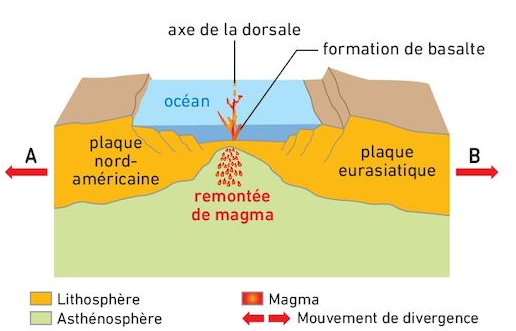 axe de la dorsale
formation de basalte
océan
A
plaque
nord-
américaine
plaque
eurasiatique
B
remontée
de magma
Lithosphère
Magma
Asthénosphère
Mouvement de divergence